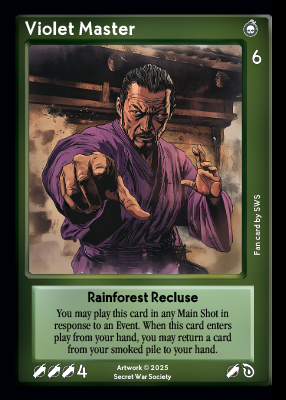 Violet Master
6
Fan card by SWS
Rainforest Recluse
You may play this card in any Main Shot in
response to an Event. When this card enters
play from your hand, you may return a card
from your smoked pile to your hand.
4
Artwork © 2025
Secret War Society